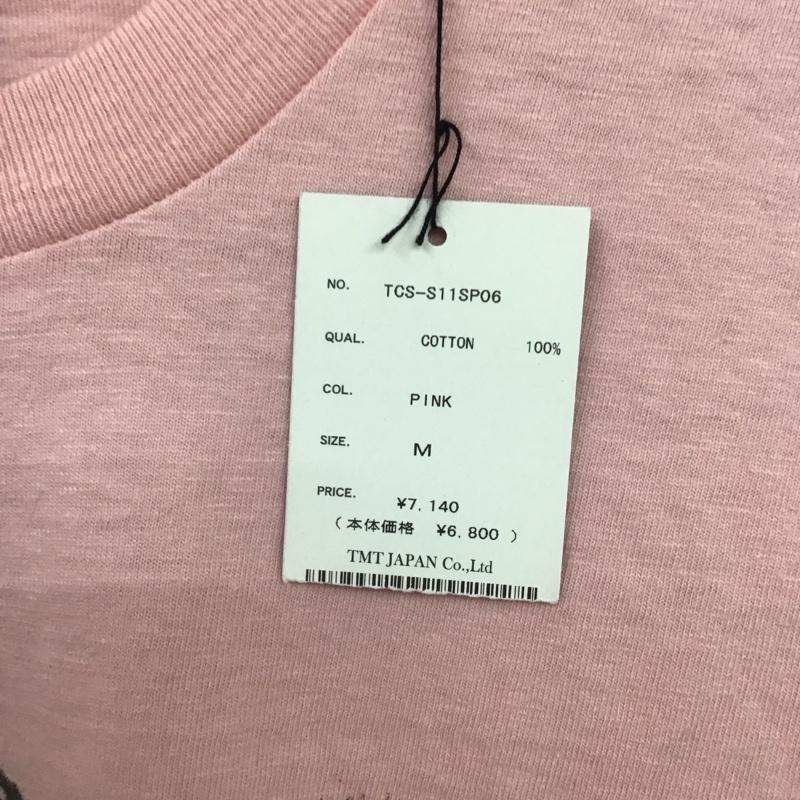 NO. TCS-S11SP06
QUAL. COTTON 100%
COL. PINK
SIZE. M
PRICE. ¥7,140
(本体価格 ¥6,800)
TMT JAPAN Co.,Ltd